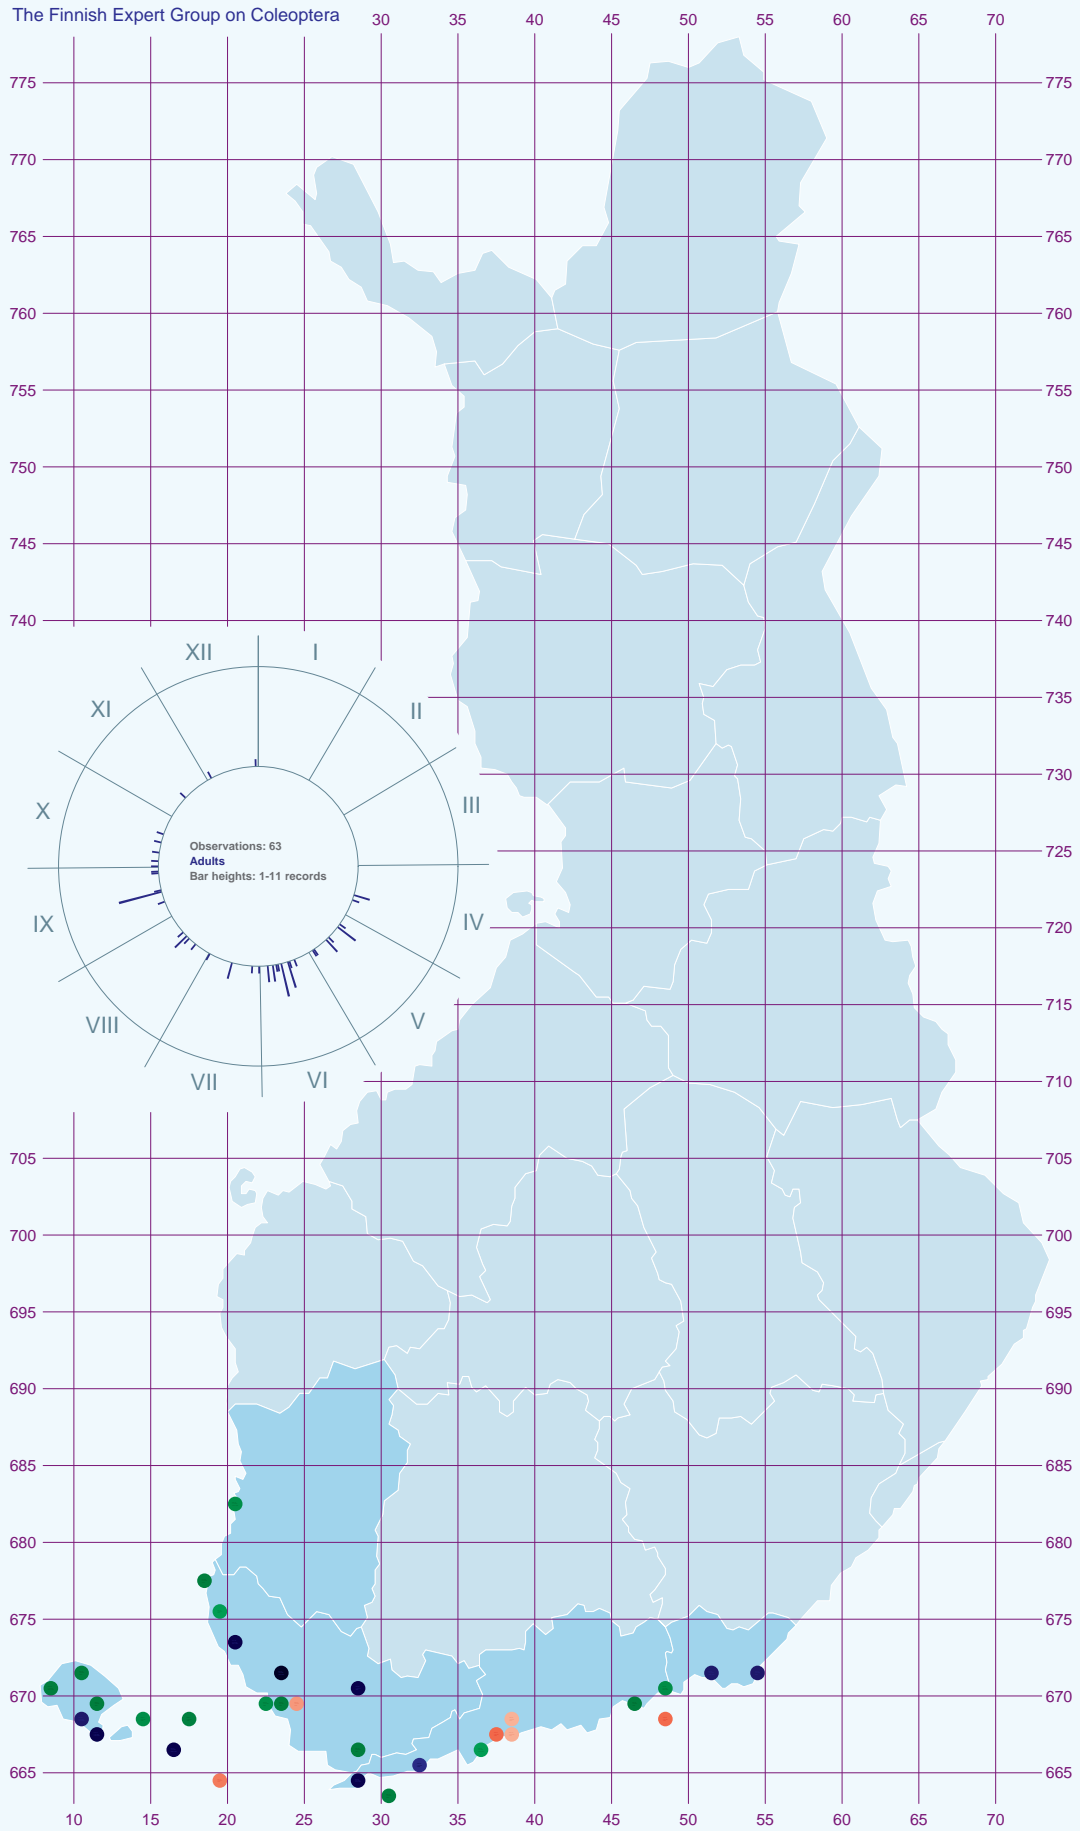 The Finnish Expert Group on Coleoptera
30 35 40 45 50 55 60 65 70
775 775
770 770
765 765
760 760
755 755
750 750
745 745
740 740
XII I
XI II
735
730
X III
725
Observations: 63
Adults
Bar heights: 1-11 records
IX IV
720
715
VIII V
VII VI
710
705 705
700 700
695 695
690 690
685 685
680 680
675 675
670 670
665 665
10 15 20 25 30 35 40 45 50 55 60 65 70